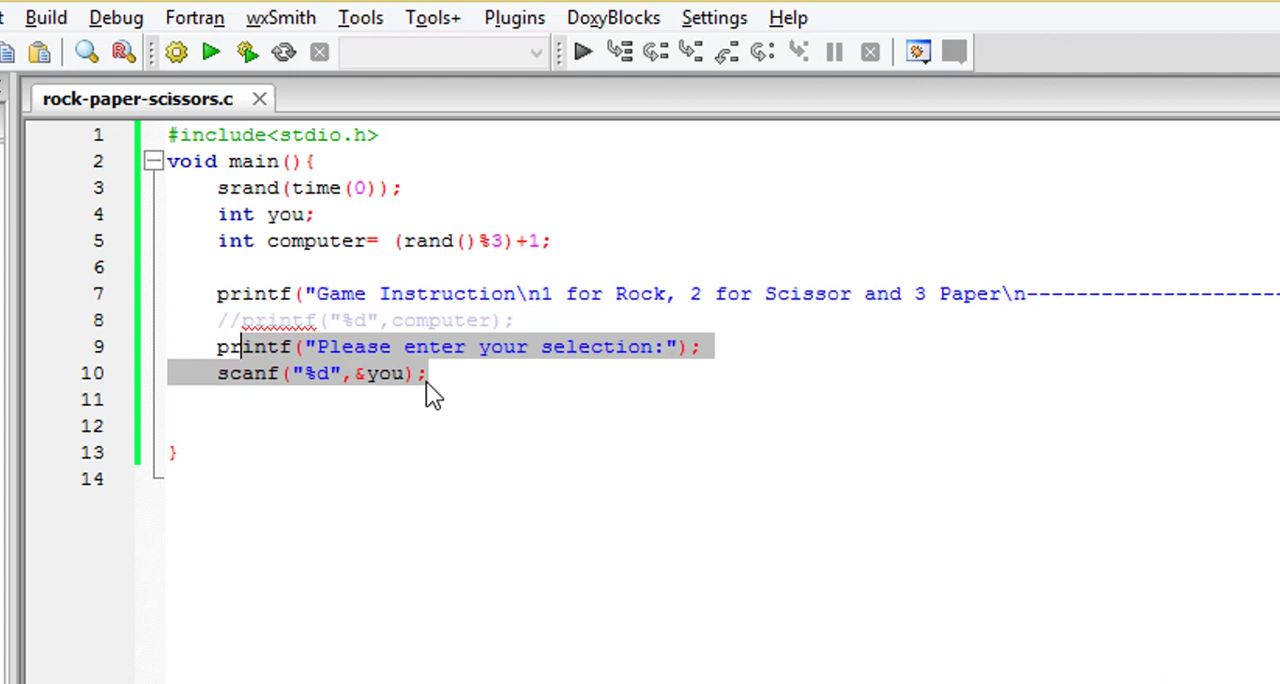 t Build Debug Fortran wxSmith Tools Tools+ Plugins DoxyBlocks Settings Help
rock-paper-scissors.c
1 #include<stdio.h>
2 void main(){
3 srand(time(0));
4 int you;
5 int computer= (rand()%3)+1;
6
7 printf("Game Instruction\n1 for Rock, 2 for Scissor and 3 Paper\n---------------------
8 //printf("%d",computer);
9 printf("Please enter your selection:");
10 scanf("%d",&you);
11
12
13 }
14